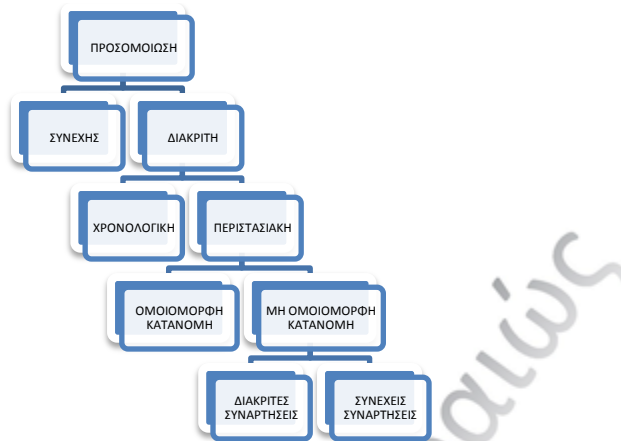 ΠΡΟΣΟΜΟΙΩΣΗ
ΣΥΝΕΧΗΣ
ΔΙΑΚΡΙΤΗ
ΧΡΟΝΟΛΟΓΙΚΗ
ΠΕΡΙΣΤΑΣΙΑΚΗ
ΟΜΟΙΟΜΟΡΦΗ
ΚΑΤΑΝΟΜΗ
ΜΗ ΟΜΟΙΟΜΟΡΦΗ
ΚΑΤΑΝΟΜΗ
ΔΙΑΚΡΙΤΕΣ
ΣΥΝΑΡΤΗΣΕΙΣ
ΣΥΝΕΧΕΙΣ
ΣΥΝΑΡΤΗΣΕΙΣ